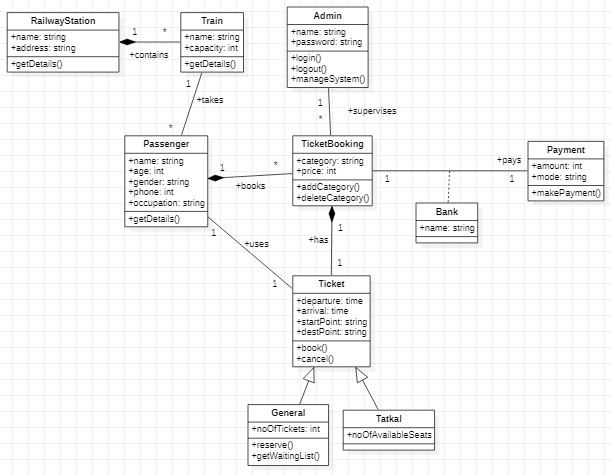 RailwayStation
+name: string
+address: string
+getDetails()
1
*
+contains
Train
+name: string
+capacity: int
+getDetails()
Admin
+name: string
+password: string
+login()
+logout()
+manageSystem()
1
+takes
*
1
+supervises
*
Passenger
+name: string
+age: int
+gender: string
+phone: int
+occupation: string
+getDetails()
1
*
+books
TicketBooking
+category: string
+price: int
+addCategory()
+deleteCategory()
+pays
1
1
Payment
+amount: int
+mode: string
+makePayment()
Bank
+name: string
1
+uses
1
1
+has
1
Ticket
+departure: time
+arrival: time
+startPoint: string
+destPoint: string
+book()
+cancel()
General
+noOfTickets: int
+reserve()
+getWaitingList()
Tatkal
+noOfAvailableSeats